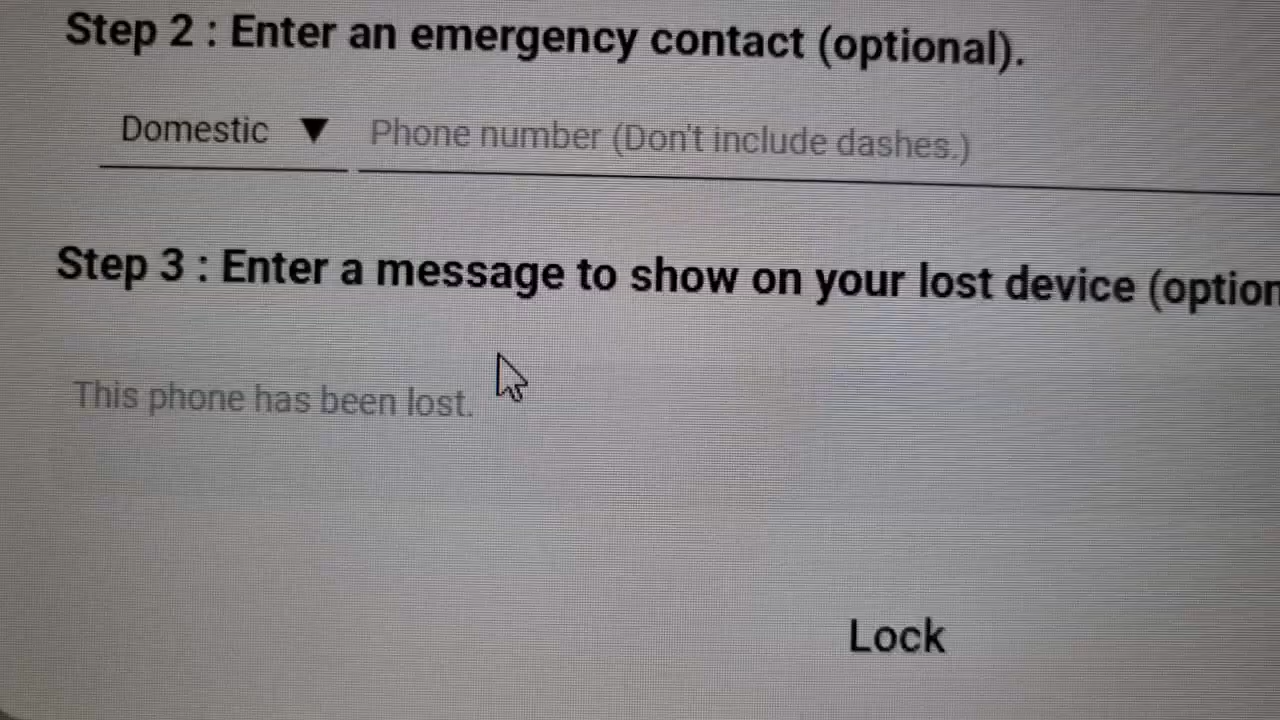 Step 2 : Enter an emergency contact (optional).
Domestic ▼ Phone number (Don't include dashes.)
Step 3 : Enter a message to show on your lost device (option
This phone has been lost.
Lock